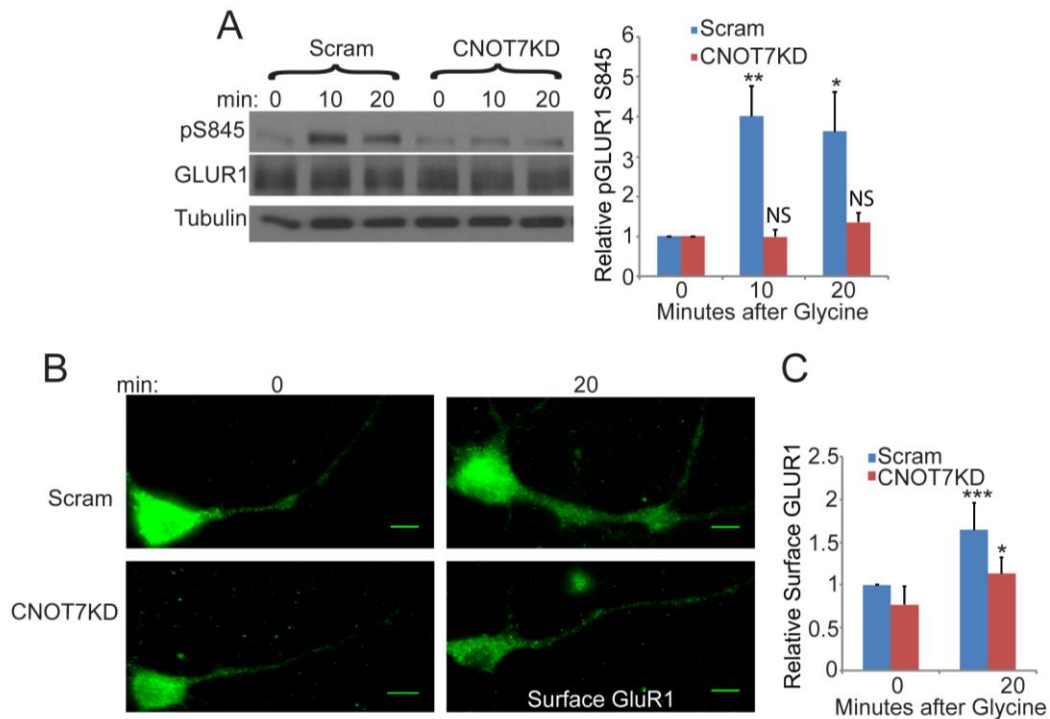 A
Scram CNOT7KD
min: 0 10 20 0 10 20
pS845
GLUR1
Tubulin
Relative pGLUR1 S845
6
5
4
3
2
1
0
Scram
CNOT7KD
** *
NS NS
0 10 20
Minutes after Glycine
B
min: 0 20
Scram
CNOT7KD
Surface GluR1
C
Relative Surface GLUR1
2.5
2
1.5
1
0.5
0
Scram
CNOT7KD
***
*
0 20
Minutes after Glycine